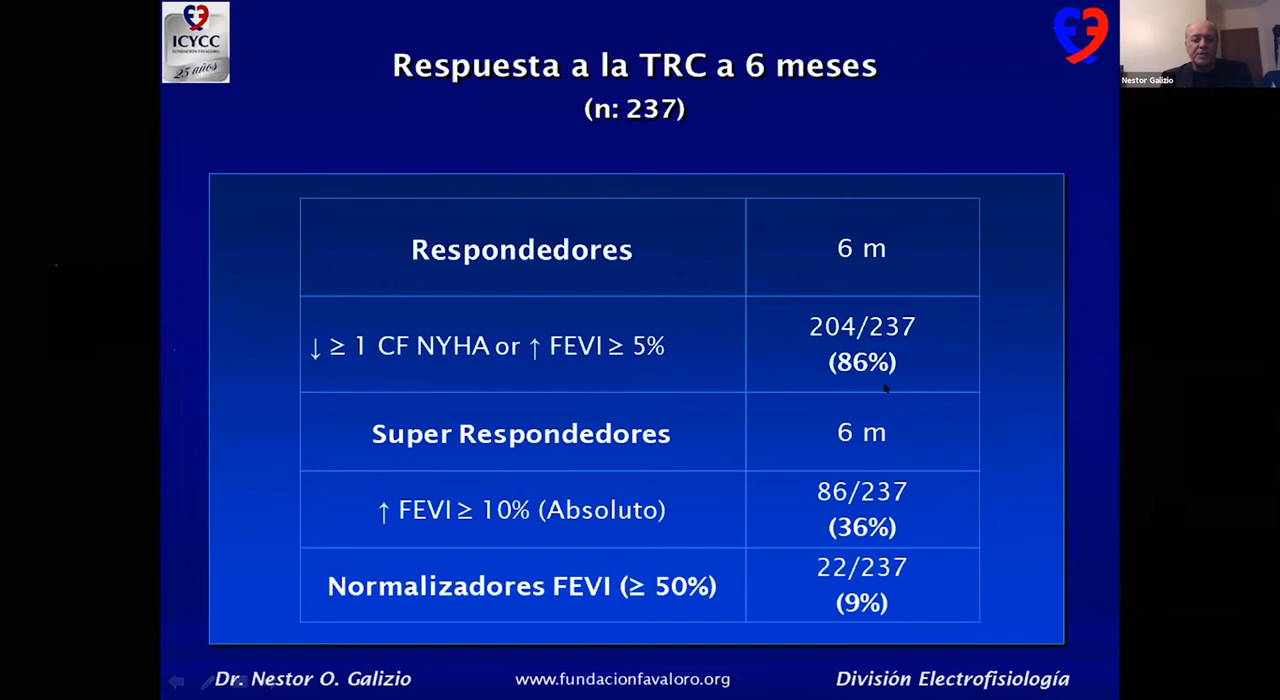 ICYCC
FUNDACION FAVALORO
25 años
Respuesta a la TRC a 6 meses
(n: 237)
Nestor Galizio
Respondedores
6 m
↓ ≥ 1 CF NYHA or ↑ FEVI ≥ 5%
204/237
(86%)
Super Respondedores
6 m
↑ FEVI ≥ 10% (Absoluto)
86/237
(36%)
Normalizadores FEVI (≥ 50%)
22/237
(9%)
Dr. Nestor O. Galizio
www.fundacionfavaloro.org
División Electrofisiología